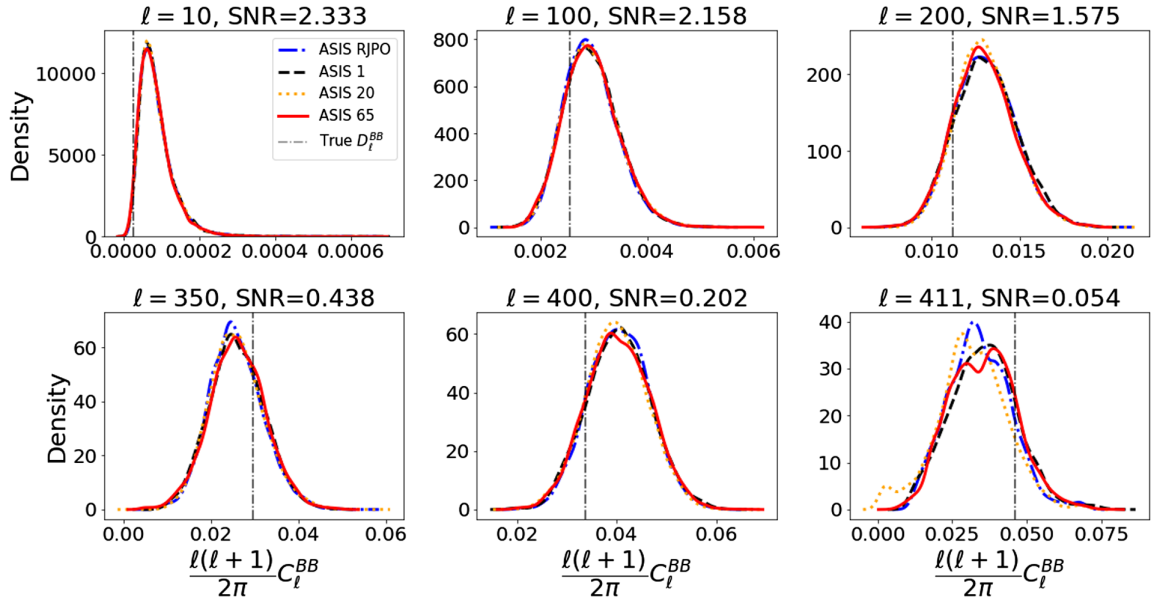 ℓ = 10, SNR=2.333
ℓ = 100, SNR=2.158
ℓ = 200, SNR=1.575
Density
10000
5000
0
0.0000
0.0002
0.0004
0.0006
ASIS RJPO
ASIS 1
ASIS 20
ASIS 65
True D_ℓ^{BB}
800
600
400
200
0
0.002
0.004
0.006
200
100
0
0.010
0.015
0.020
ℓ = 350, SNR=0.438
ℓ = 400, SNR=0.202
ℓ = 411, SNR=0.054
Density
60
40
20
0
0.00
0.02
0.04
0.06
ℓ(ℓ + 1)/2π C_ℓ^{BB}
60
40
20
0
0.02
0.04
0.06
ℓ(ℓ + 1)/2π C_ℓ^{BB}
40
30
20
10
0
0.000
0.025
0.050
0.075
ℓ(ℓ + 1)/2π C_ℓ^{BB}